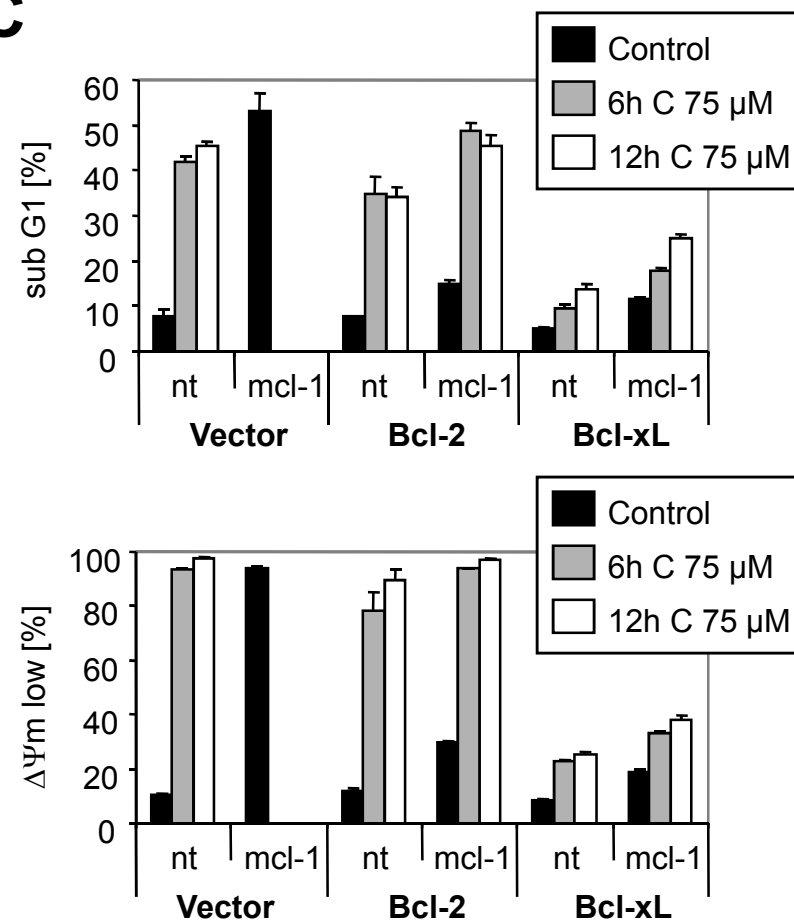 C
Control
6h C 75 µM
12h C 75 µM
sub G1 [%]
60
50
40
30
20
10
0
nt mcl-1 nt mcl-1 nt mcl-1
Vector Bcl-2 Bcl-xL
Control
6h C 75 µM
12h C 75 µM
ΔΨm low [%]
100
80
60
40
20
0
nt mcl-1 nt mcl-1 nt mcl-1
Vector Bcl-2 Bcl-xL